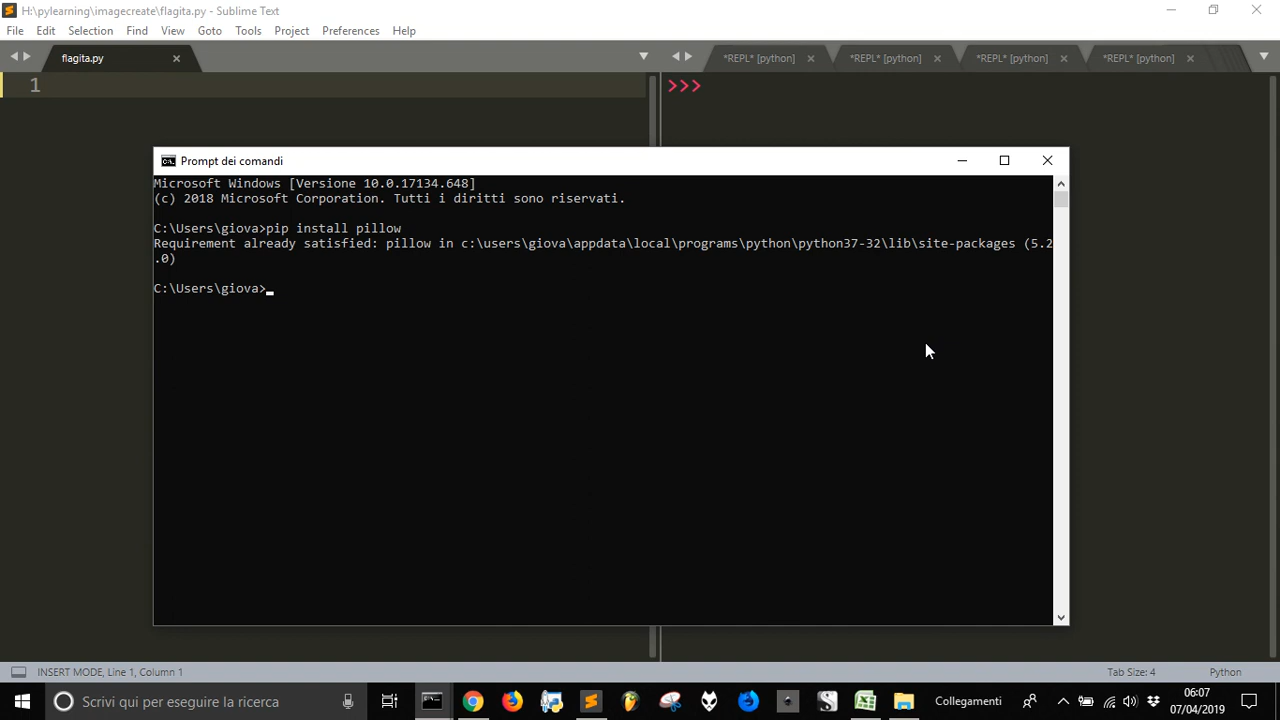 H:\pylearning\imagecreate\flagita.py - Sublime Text
File Edit Selection Find View Goto Tools Project Preferences Help
flagita.py
*REPL* [python] *REPL* [python] *REPL* [python] *REPL* [python]
1
>>>
Prompt dei comandi
Microsoft Windows [Versione 10.0.17134.648]
(c) 2018 Microsoft Corporation. Tutti i diritti sono riservati.
C:\Users\giova>pip install pillow
Requirement already satisfied: pillow in c:\users\giova\appdata\local\programs\python\python37-32\lib\site-packages (5.2
.0)
C:\Users\giova>
INSERT MODE, Line 1, Column 1
Tab Size: 4
Python
Scrivi qui per eseguire la ricerca
Collegamenti
06:07
07/04/2019